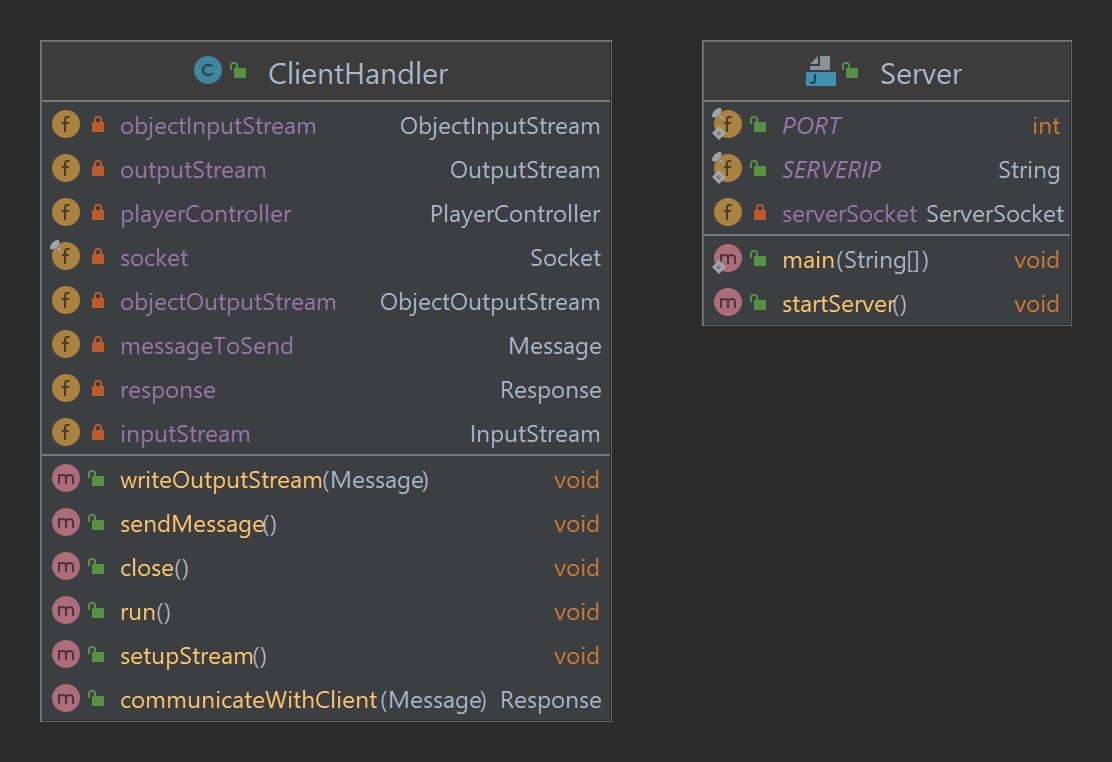 ClientHandler
objectInputStream ObjectInputStream
outputStream OutputStream
playerController PlayerController
socket Socket
objectOutputStream ObjectOutputStream
messageToSend Message
response Response
inputStream InputStream
writeOutputStream(Message) void
sendMessage() void
close() void
run() void
setupStream() void
communicateWithClient(Message) Response
Server
PORT int
SERVERIP String
serverSocket ServerSocket
main(String[]) void
startServer() void